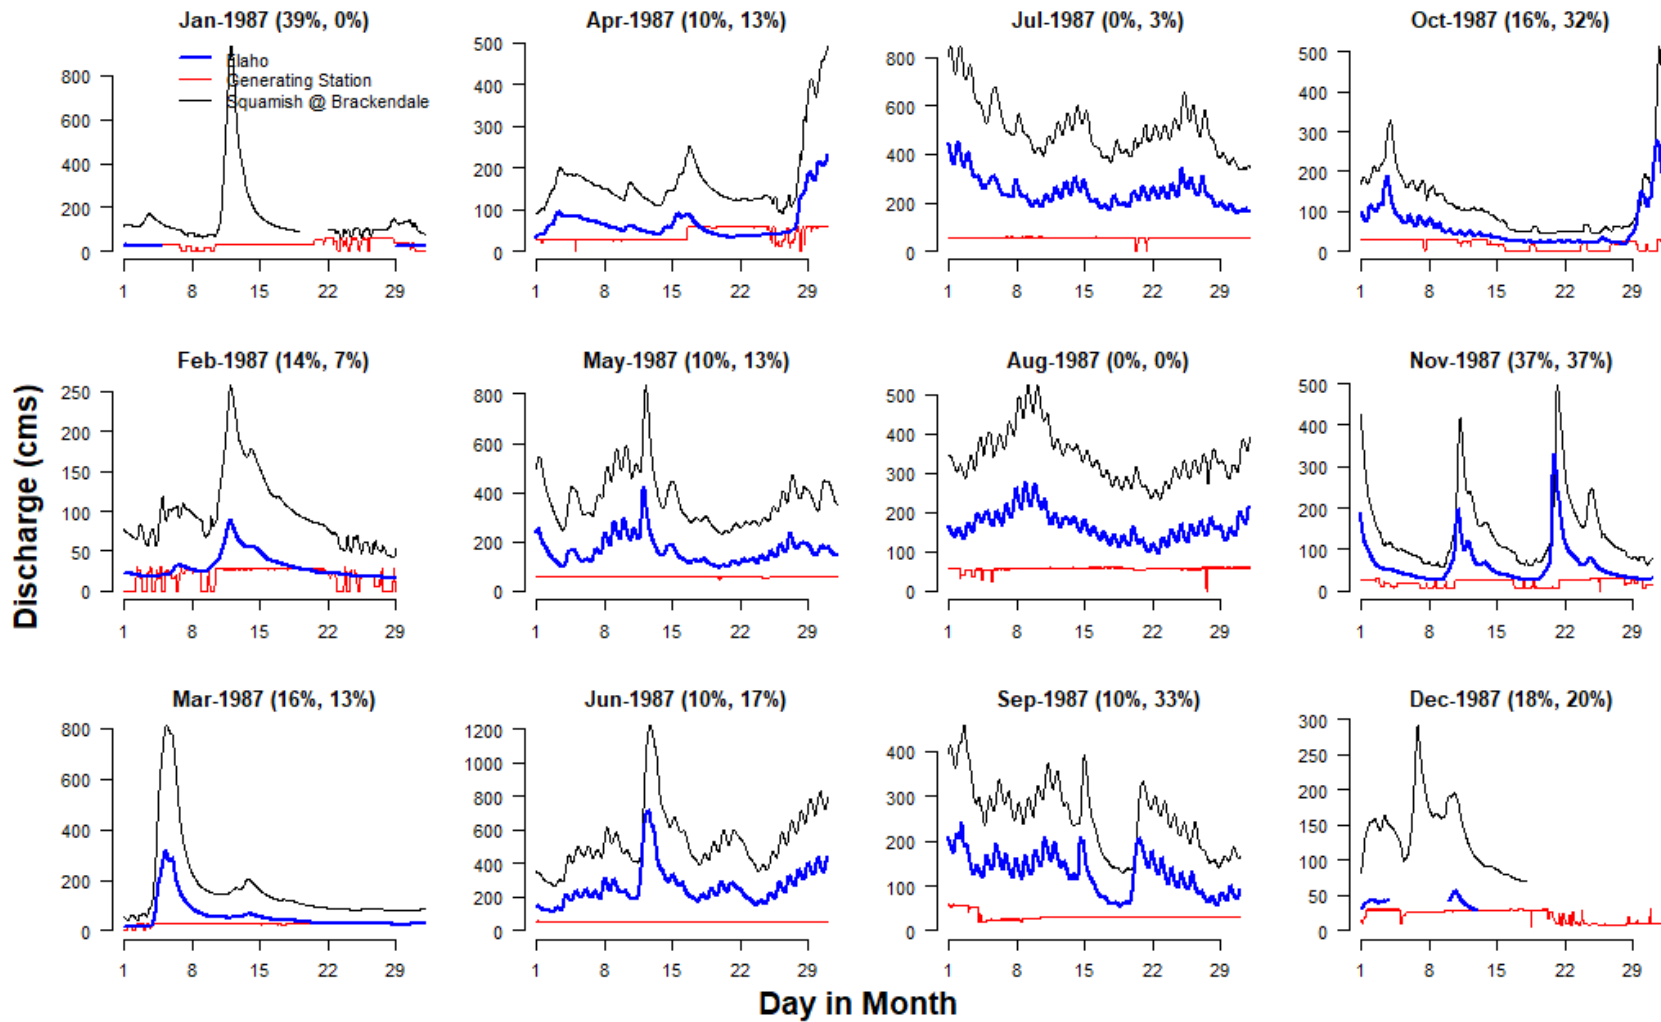 Jan-1987 (39%, 0%)
Apr-1987 (10%, 13%)
Jul-1987 (0%, 3%)
Oct-1987 (16%, 32%)
Elaho
Generating Station
Squamish @ Brackendale
0 200 400 600 800
1 8 15 22 29
0 100 200 300 400 500
1 8 15 22 29
0 200 400 600 800
1 8 15 22 29
0 100 200 300 400 500
1 8 15 22 29
Feb-1987 (14%, 7%)
May-1987 (10%, 13%)
Aug-1987 (0%, 0%)
Nov-1987 (37%, 37%)
0 50 100 150 200 250
1 8 15 22 29
0 200 400 600 800
1 8 15 22 29
0 100 200 300 400 500
1 8 15 22 29
0 100 200 300 400 500
1 8 15 22 29
Mar-1987 (16%, 13%)
Jun-1987 (10%, 17%)
Sep-1987 (10%, 33%)
Dec-1987 (18%, 20%)
0 200 400 600 800
1 8 15 22 29
0 200 400 600 800 1000 1200
1 8 15 22 29
0 100 200 300 400
1 8 15 22 29
0 50 100 150 200 250 300
1 8 15 22 29
Discharge (cms)
Day in Month